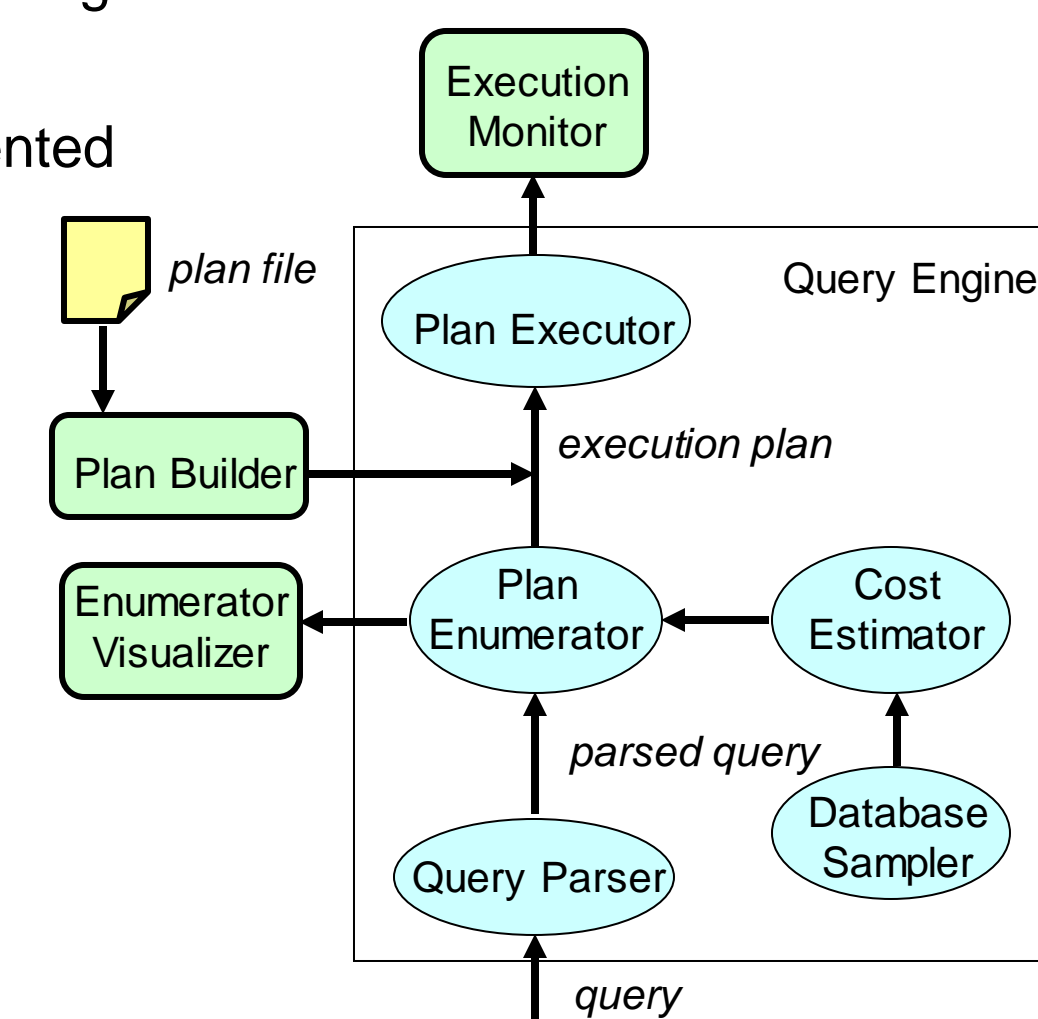 Execution
Monitor
ented
plan file
Query Engine
Plan Executor
execution plan
Plan Builder
Plan
Enumerator
Cost
Estimator
Enumerator
Visualizer
parsed query
Database
Sampler
Query Parser
query